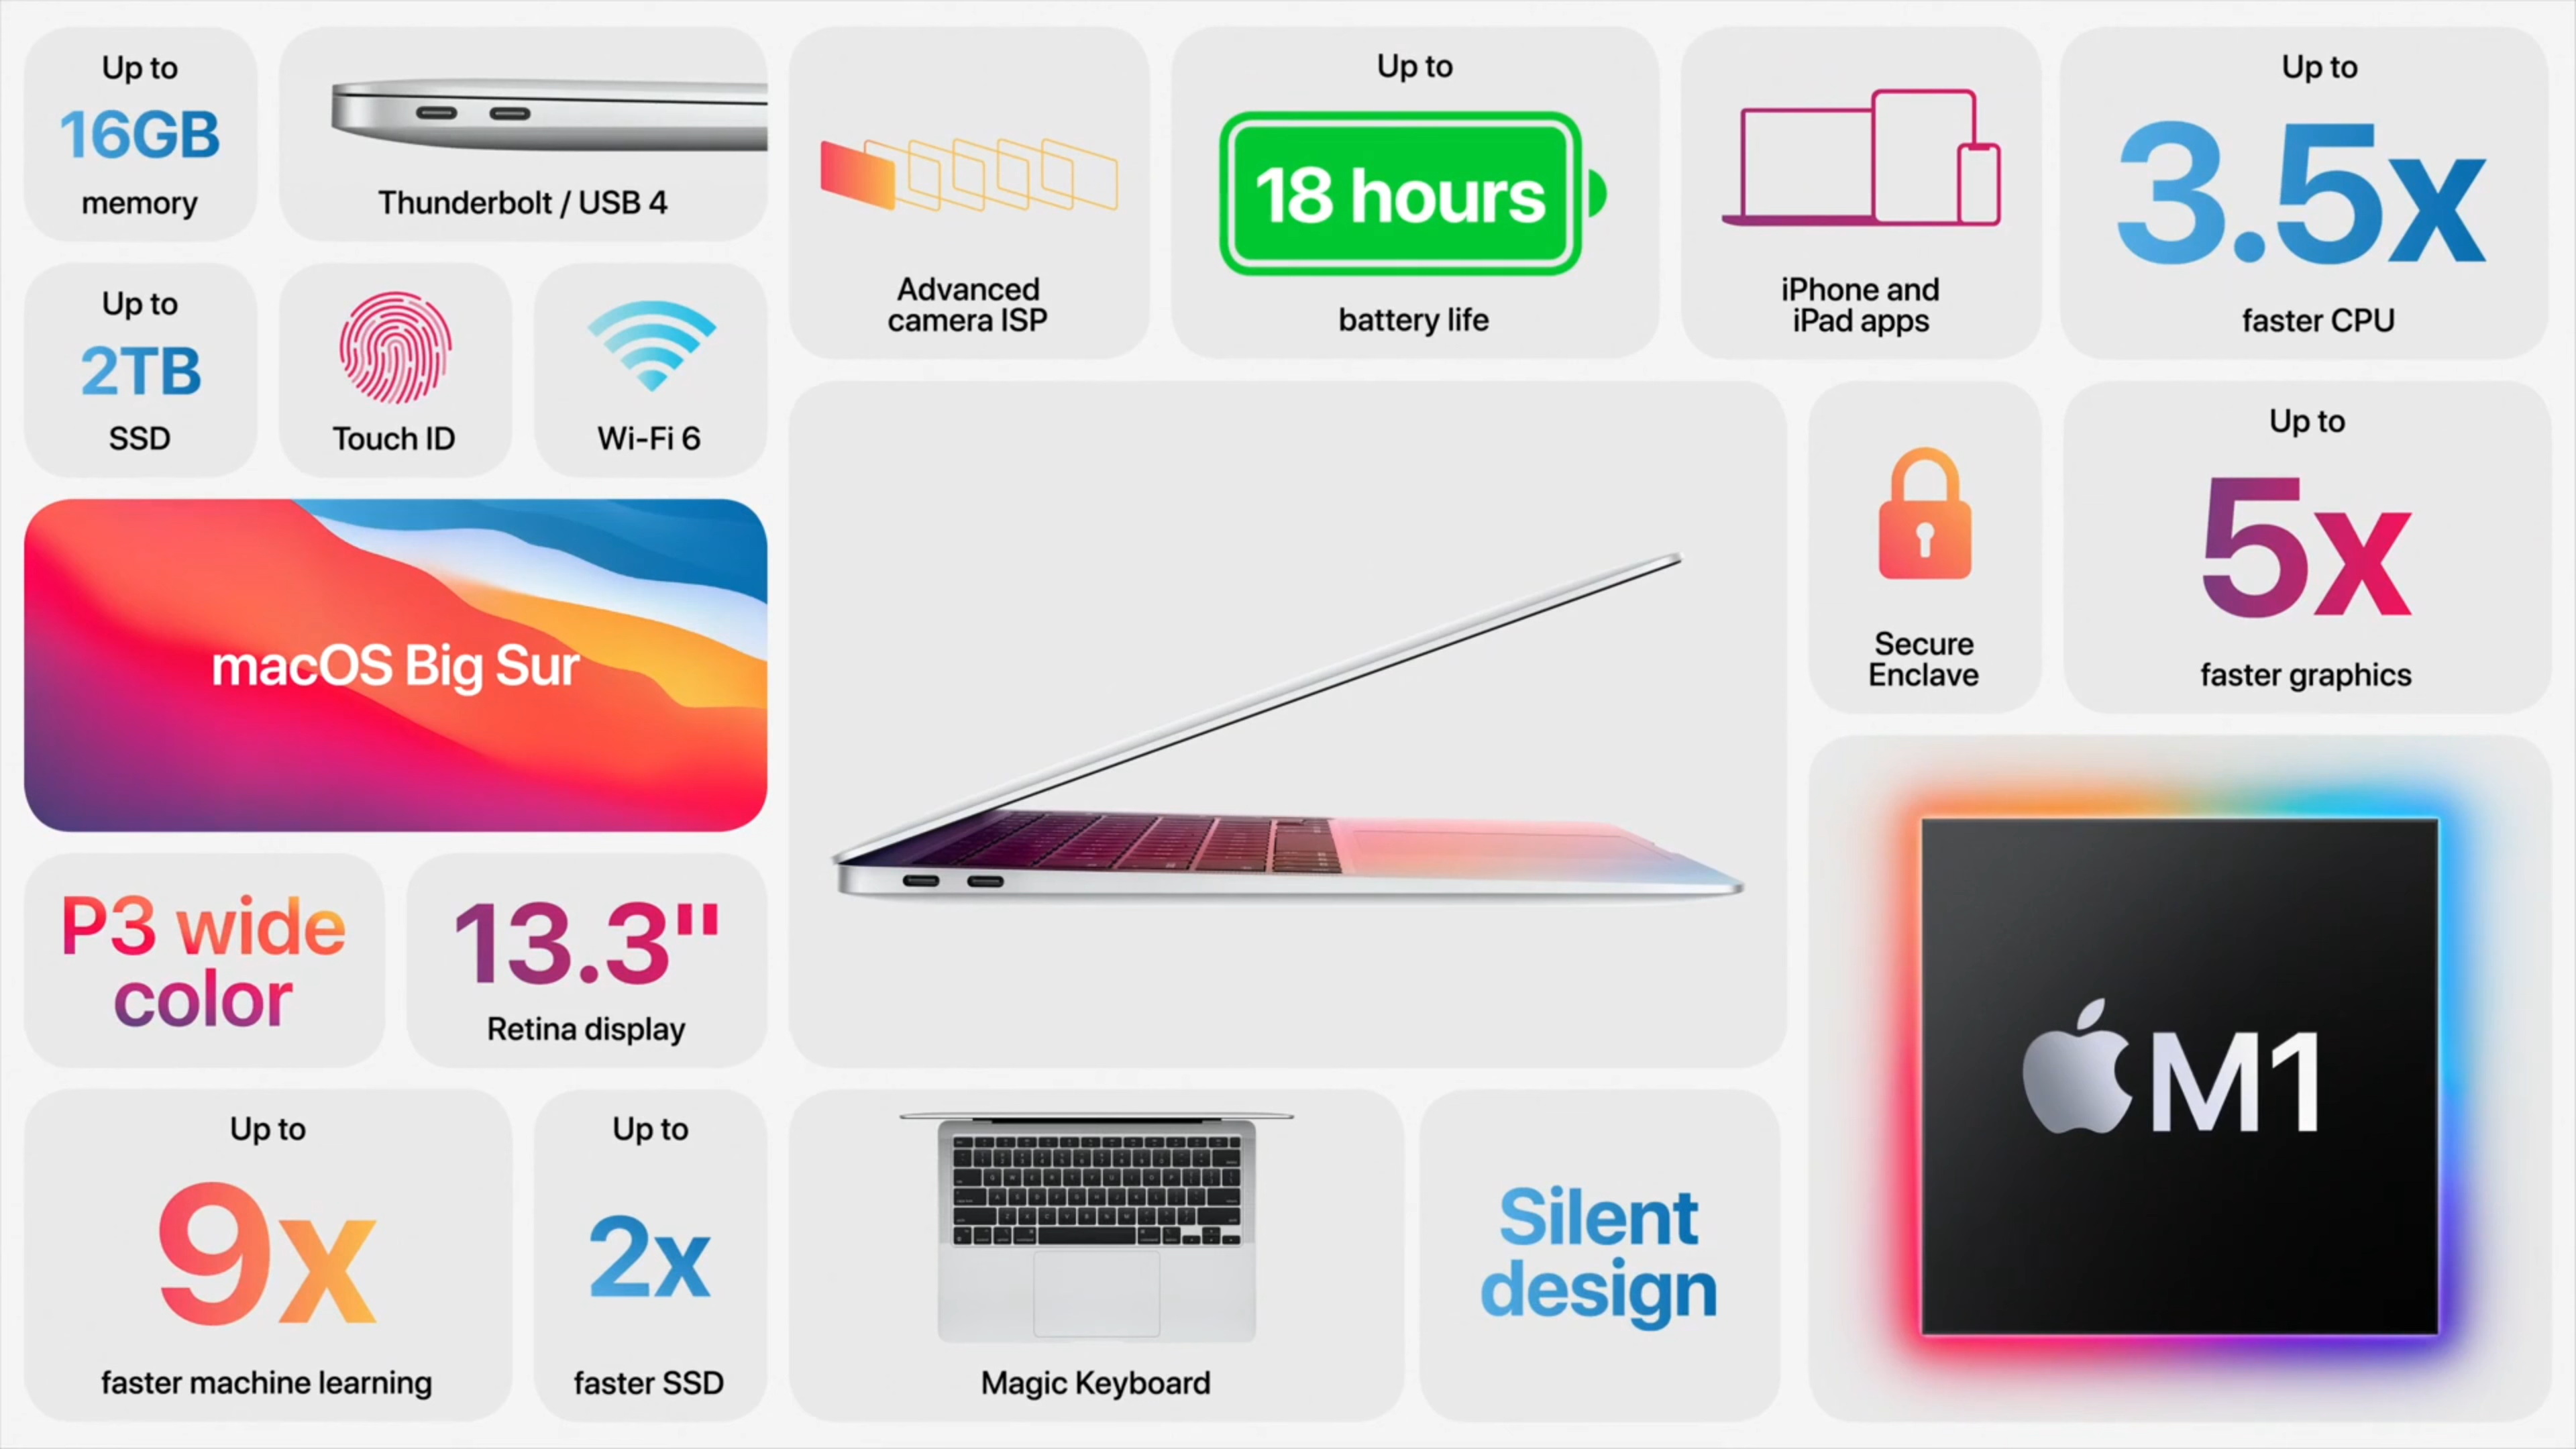 Up to
16GB
memory
Thunderbolt / USB 4
Advanced
camera ISP
Up to
18 hours
battery life
iPhone and
iPad apps
Up to
3.5x
faster CPU
Up to
2TB
SSD
Touch ID
Wi-Fi 6
macOS Big Sur
Secure
Enclave
Up to
5x
faster graphics
P3 wide
color
13.3"
Retina display
M1
Up to
9x
faster machine learning
Up to
2x
faster SSD
Magic Keyboard
Silent
design